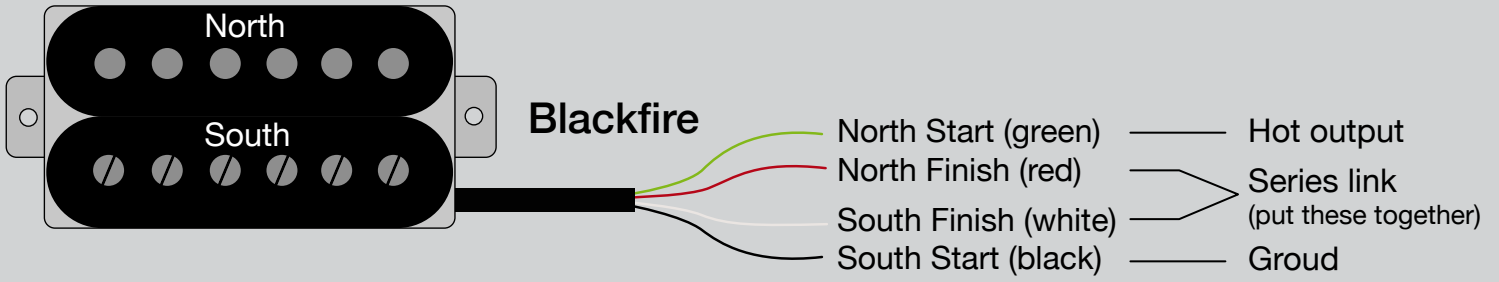 North
South
Blackfire
North Start (green)
Hot output
North Finish (red)
Series link
(put these together)
South Finish (white)
South Start (black)
Groud